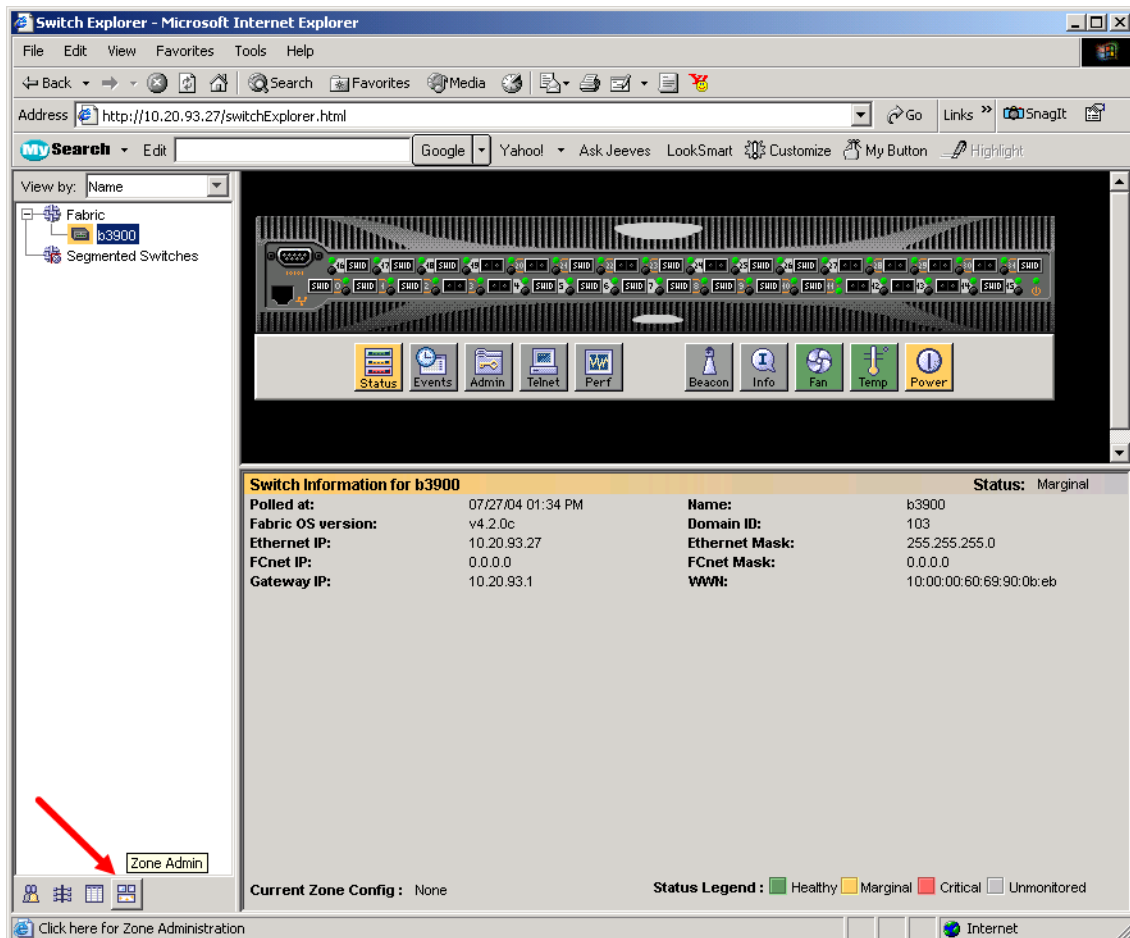 Switch Explorer - Microsoft Internet Explorer
File Edit View Favorites Tools Help
Back Search Favorites Media
Address http://10.20.93.27/switchExplorer.html Go Links » SnagIt
My Search Edit Google Yahoo! Ask Jeeves LookSmart Customize My Button Highlight
View by: Name
Fabric
b3900
Segmented Switches
Status Events Admin Telnet Perf Beacon Info Fan Temp Power
Switch Information for b3900 Status: Marginal
Polled at: 07/27/04 01:34 PM Name: b3900
Fabric OS version: v4.2.0c Domain ID: 103
Ethernet IP: 10.20.93.27 Ethernet Mask: 255.255.255.0
FCnet IP: 0.0.0.0 FCnet Mask: 0.0.0.0
Gateway IP: 10.20.93.1 WWN: 10:00:00:60:69:90:0b:eb
Zone Admin
Current Zone Config : None Status Legend : Healthy Marginal Critical Unmonitored
Click here for Zone Administration Internet